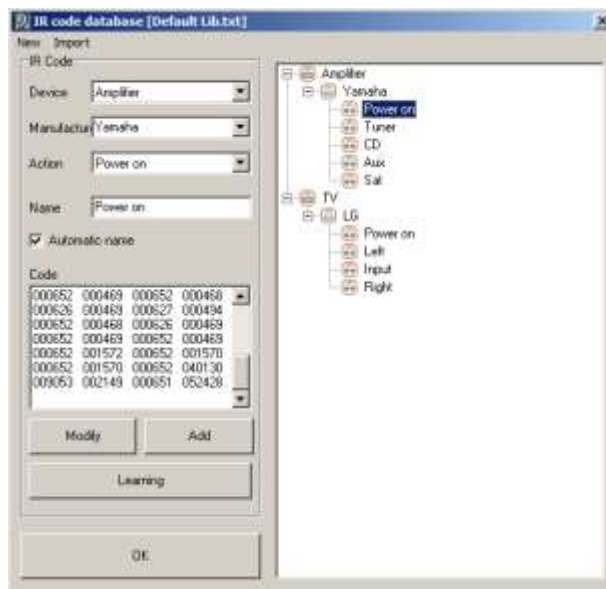 IR code database [Default Lib.txt]
New Import
IR Code
Device Amplifier
Manufactur Yamaha
Action Power on
Name Power on
Automatic name
Code
000652 000469 000652 000468
000626 000469 000627 000494
000652 000468 000626 000469
000652 000469 000652 000469
000652 001572 000652 001570
000652 001570 000652 040130
009053 002149 000651 052428
Modify Add
Learning
OK
Amplifier
Yamaha
Power on
Tuner
CD
Aux
Sat
TV
LG
Power on
Left
Input
Right